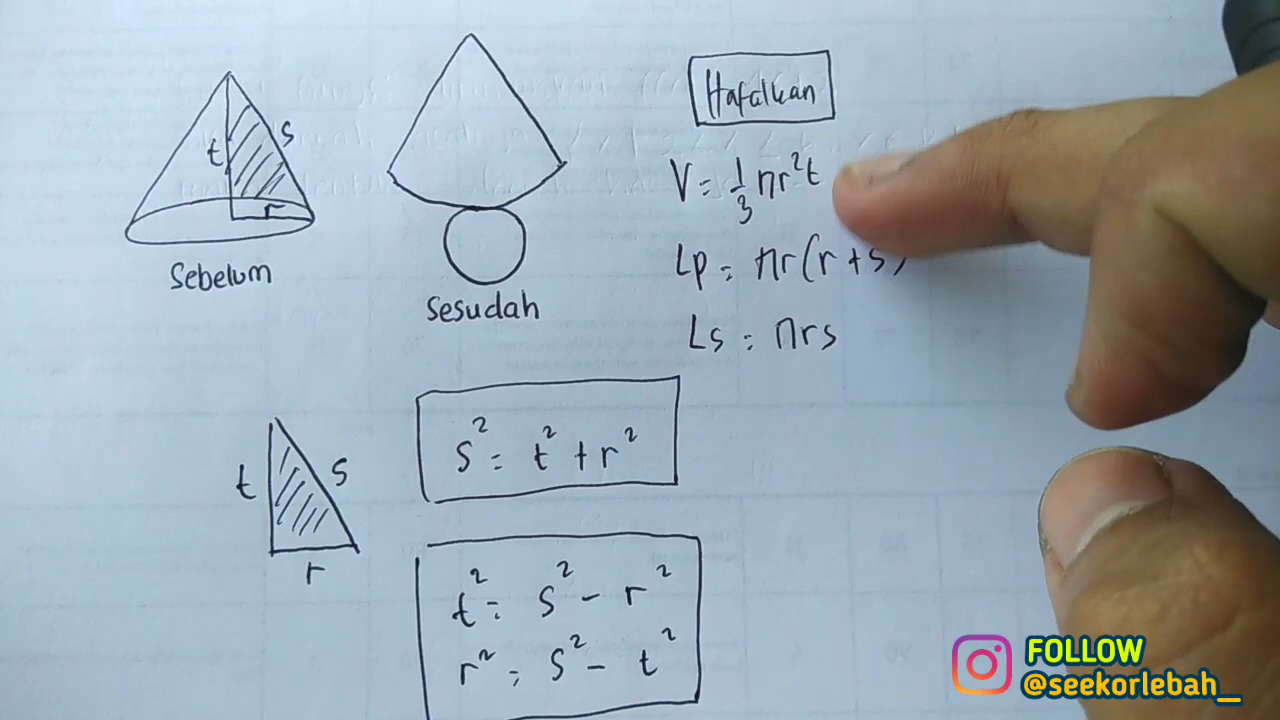 t
s
r
Sebelum
Sesudah
Hafalkan
V = 1/3 πr²t
Lp = πr(r+s)
Ls = πrs
t
s
r
s² = t² + r²
t² = s² - r²
r² = s² - t²
FOLLOW
@seekorlebah_